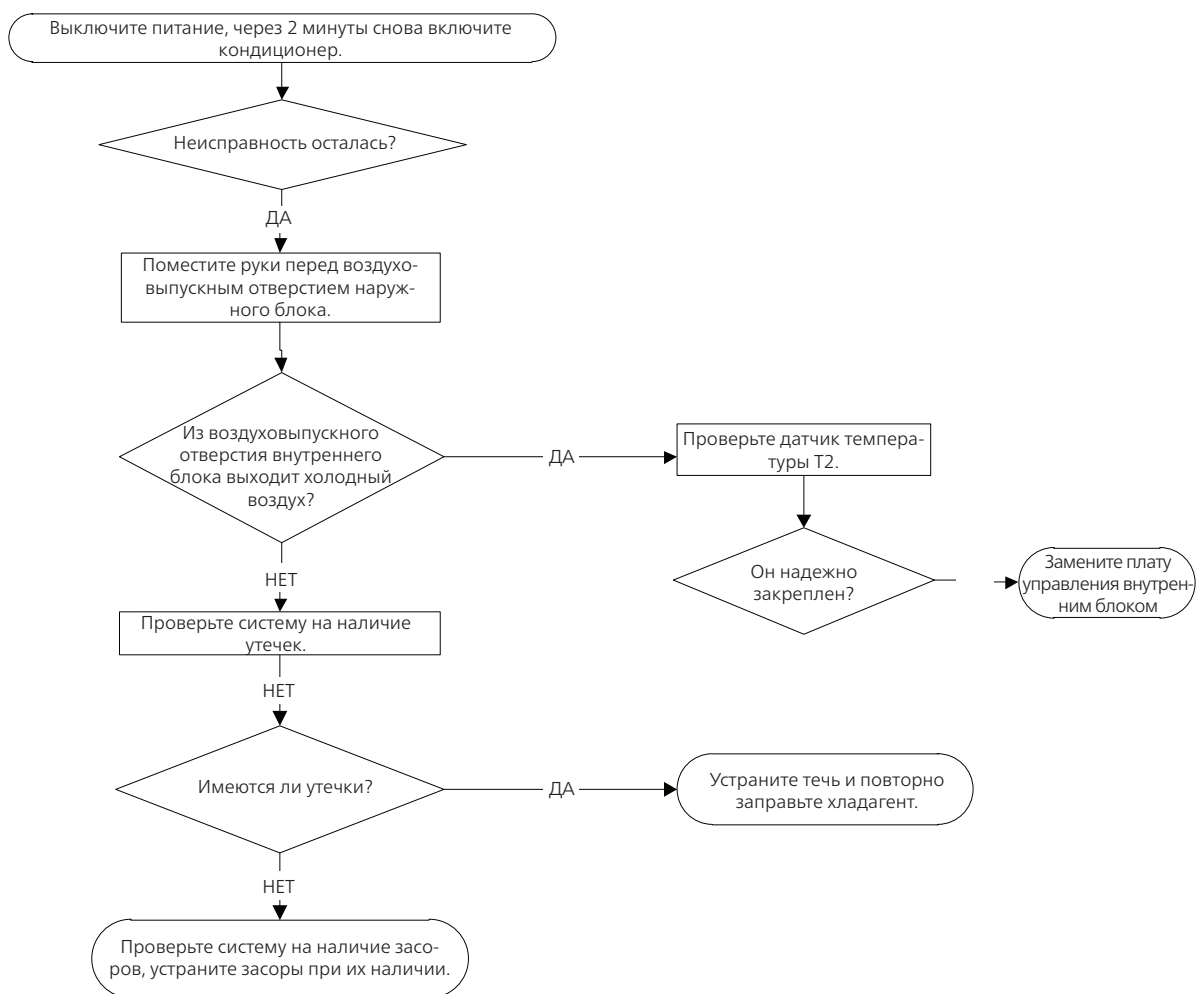 Выключите питание, через 2 минуты снова включите
кондиционер.
Неисправность осталась?
ДА
Поместите руки перед воздухо-
выпускным отверстием наруж-
ного блока.
Из воздуховыпускного
отверстия внутреннего
блока выходит холодный
воздух?
ДА
Проверьте датчик темпера-
туры T2.
Он надежно
закреплен?
Замените плату
управления внутрен-
ним блоком
НЕТ
Проверьте систему на наличие
утечек.
НЕТ
Имеются ли утечки?
ДА
Устраните течь и повторно
заправьте хладагент.
НЕТ
Проверьте систему на наличие засо-
ров, устраните засоры при их наличии.